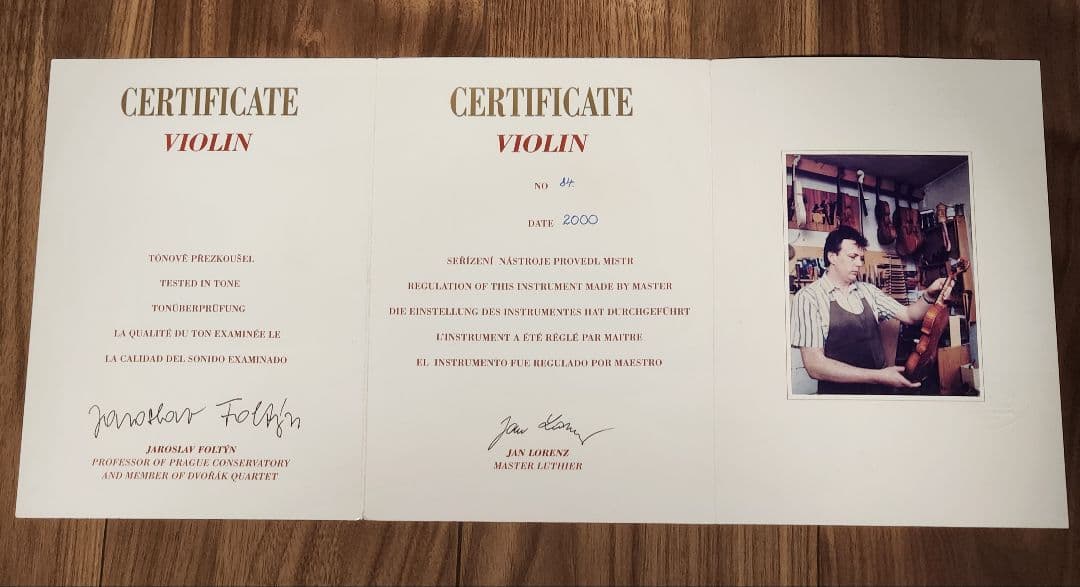 CERTIFICATE
VIOLIN
TÓNOVĚ PŘEZKOUŠEL
TESTED IN TONE
TONÜBERPRÜFUNG
LA QUALITÉ DU TON EXAMINÉE LE
LA CALIDAD DEL SONIDO EXAMINADO
Jaroslav Foltýn
JAROSLAV FOLTÝN
PROFESSOR OF PRAGUE CONSERVATORY
AND MEMBER OF DVOŘÁK QUARTET
CERTIFICATE
VIOLIN
NO 84.
DATE 2000
SEŘÍZENÍ NÁSTROJE PROVEDL MISTR
REGULATION OF THIS INSTRUMENT MADE BY MASTER
DIE EINSTELLUNG DES INSTRUMENTES HAT DURCHGEFÜHRT
L'INSTRUMENT A ÉTÉ RÉGLÉ PAR MAITRE
EL INSTRUMENTO FUE REGULADO POR MAESTRO
Jan Lorenz
JAN LORENZ
MASTER LUTHIER